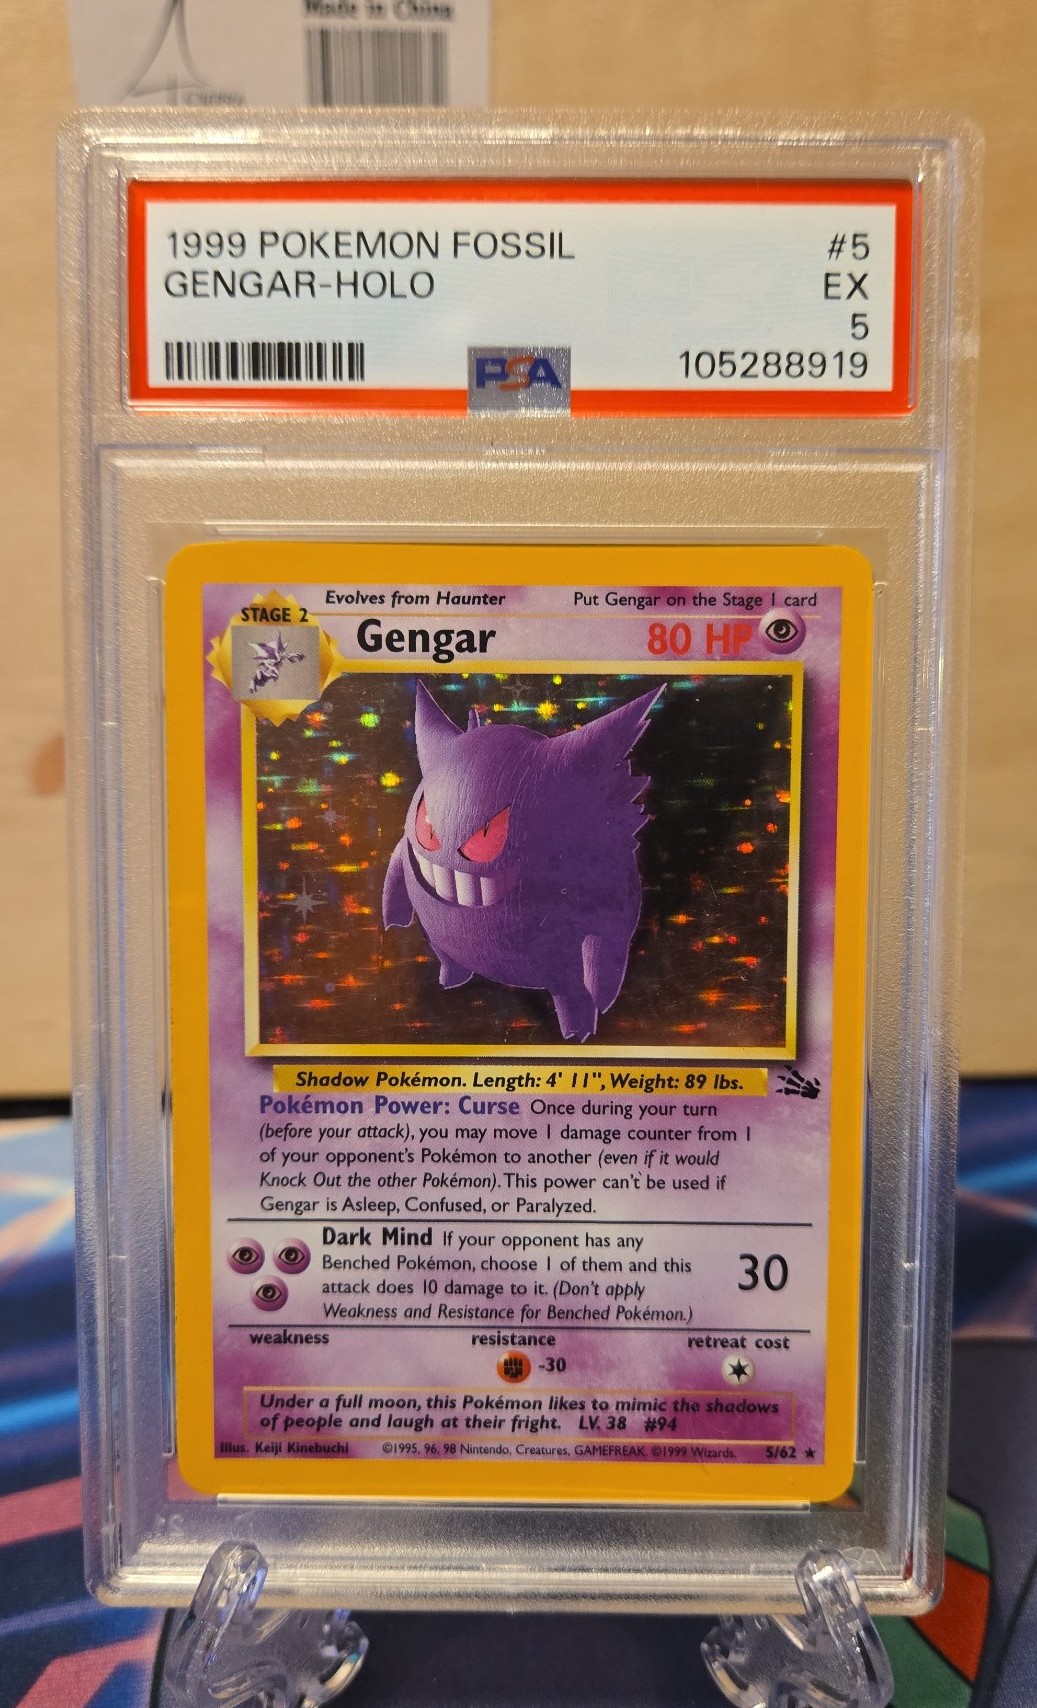 Made in China
1999 POKEMON FOSSIL #5
GENGAR-HOLO EX
5
PSA 105288919
Evolves from Haunter Put Gengar on the Stage 1 card
STAGE 2
Gengar 80 HP
Shadow Pokémon. Length: 4' 11", Weight: 89 lbs.
Pokémon Power: Curse Once during your turn
(before your attack), you may move 1 damage counter from 1
of your opponent's Pokémon to another (even if it would
Knock Out the other Pokémon). This power can't be used if
Gengar is Asleep, Confused, or Paralyzed.
Dark Mind If your opponent has any
Benched Pokémon, choose 1 of them and this
attack does 10 damage to it. (Don't apply
Weakness and Resistance for Benched Pokémon.)
30
weakness resistance retreat cost
-30
Under a full moon, this Pokémon likes to mimic the shadows
of people and laugh at their fright. LV. 38 #94
Illus. Keiji Kinebuchi ©1995, 96, 98 Nintendo, Creatures, GAMEFREAK. ©1999 Wizards. 5/62 ★